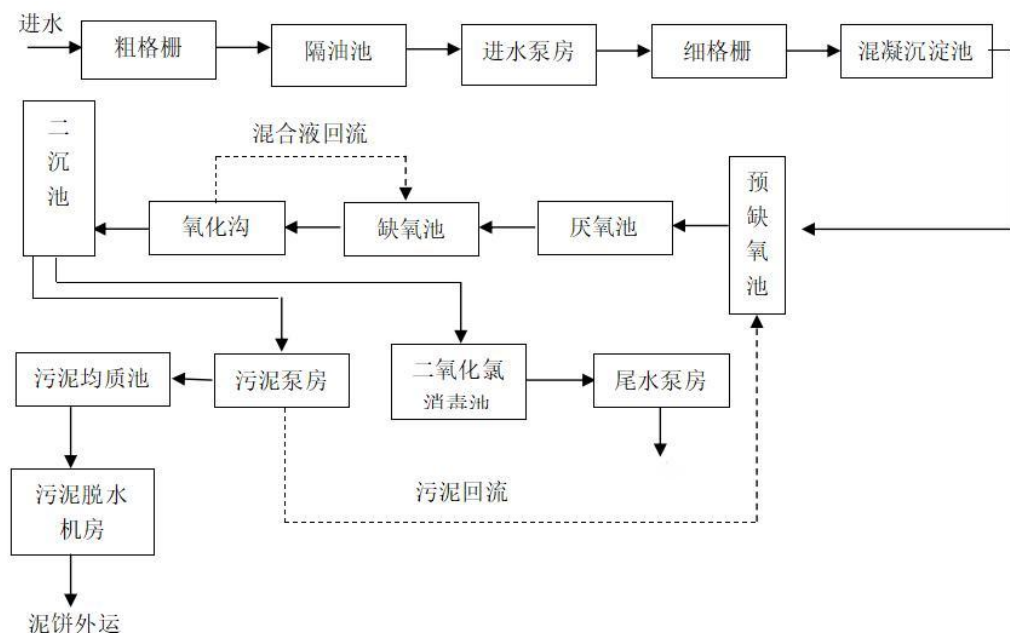 进水
粗格栅
隔油池
进水泵房
细格栅
混凝沉淀池
二
沉
池
混合液回流
氧化沟
缺氧池
厌氧池
预
缺
氧
池
污泥均质池
污泥泵房
二氧化氯
消毒池
尾水泵房
污泥脱水
机房
污泥回流
泥饼外运